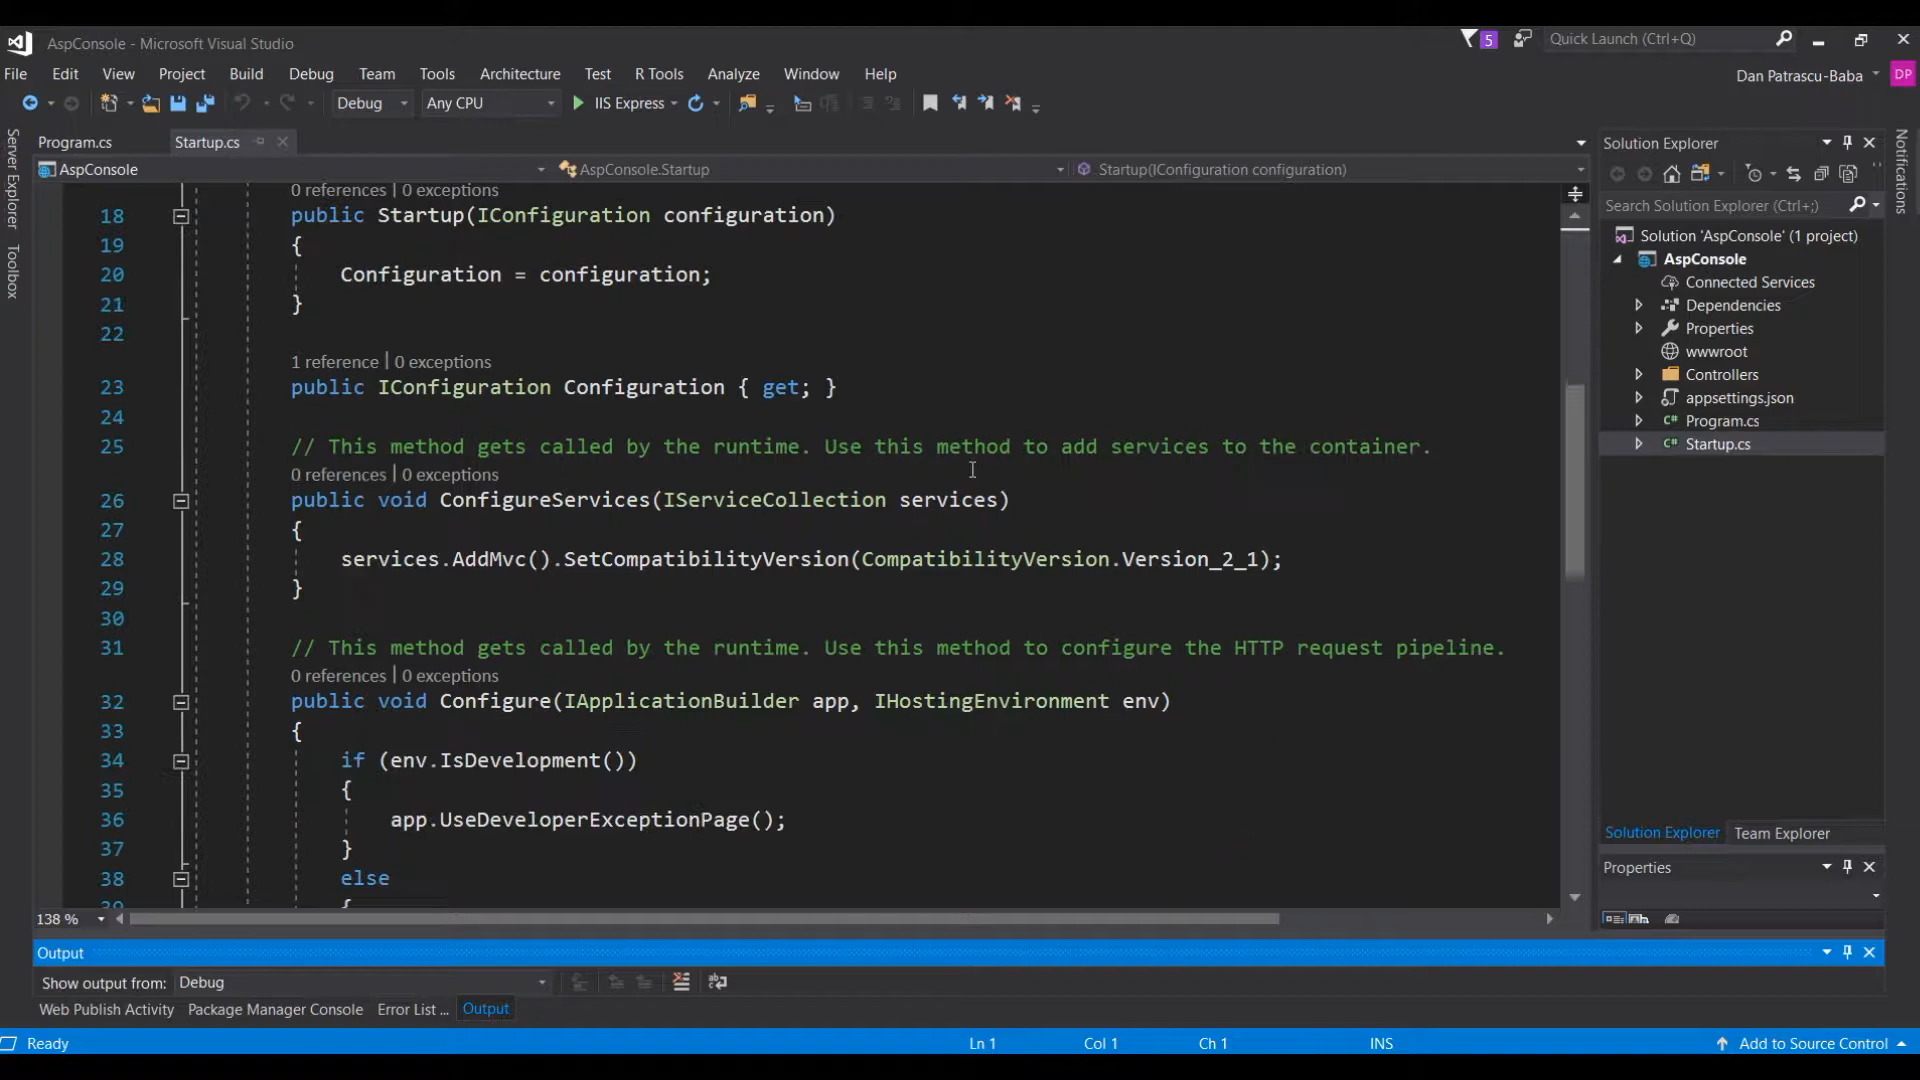 AspConsole - Microsoft Visual Studio
5
Quick Launch (Ctrl+Q)
File Edit View Project Build Debug Team Tools Architecture Test R Tools Analyze Window Help
Dan Patrascu-Baba
DP
Debug
Any CPU
IIS Express
Server Explorer
Toolbox
Program.cs
Startup.cs
AspConsole
AspConsole.Startup
Startup(IConfiguration configuration)
0 references | 0 exceptions
18 public Startup(IConfiguration configuration)
19 {
20 Configuration = configuration;
21 }
22
1 reference | 0 exceptions
23 public IConfiguration Configuration { get; }
24
25 // This method gets called by the runtime. Use this method to add services to the container.
0 references | 0 exceptions
26 public void ConfigureServices(IServiceCollection services)
27 {
28 services.AddMvc().SetCompatibilityVersion(CompatibilityVersion.Version_2_1);
29 }
30
31 // This method gets called by the runtime. Use this method to configure the HTTP request pipeline.
0 references | 0 exceptions
32 public void Configure(IApplicationBuilder app, IHostingEnvironment env)
33 {
34 if (env.IsDevelopment())
35 {
36 app.UseDeveloperExceptionPage();
37 }
38 else
39 {
138 %
Solution Explorer
Search Solution Explorer (Ctrl+;)
Solution 'AspConsole' (1 project)
AspConsole
Connected Services
Dependencies
Properties
wwwroot
Controllers
appsettings.json
C# Program.cs
C# Startup.cs
Solution Explorer Team Explorer
Properties
Notifications
Output
Show output from: Debug
Web Publish Activity Package Manager Console Error List ... Output
Ready
Ln 1 Col 1 Ch 1 INS
Add to Source Control